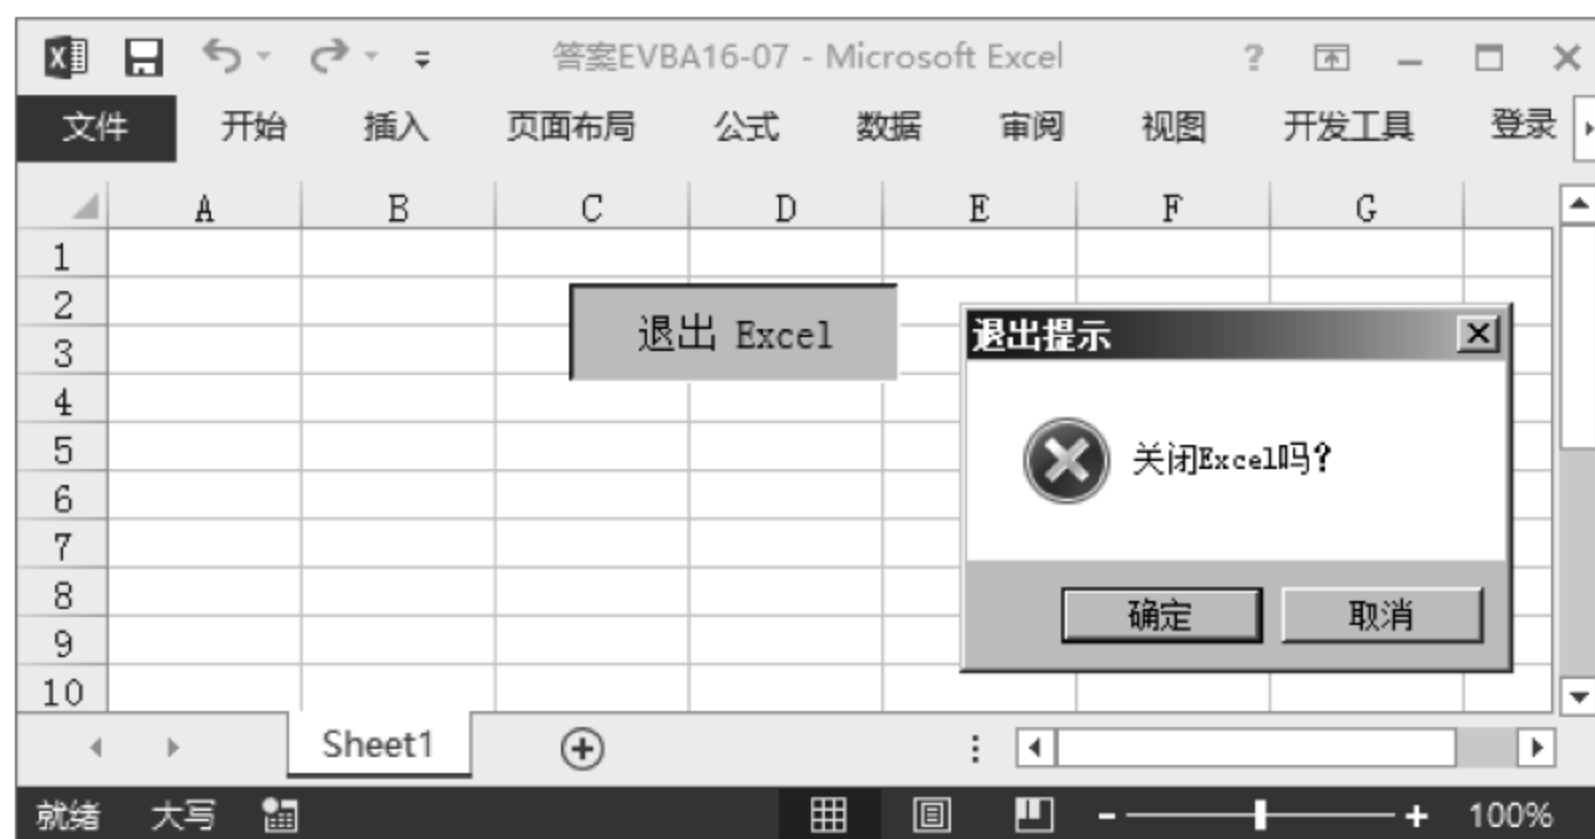 答案EVBA16-07 - Microsoft Excel ?
文件 开始 插入 页面布局 公式 数据 审阅 视图 开发工具 登录
A B C D E F G
1
2
3
4
5
6
7
8
9
10
退出 Excel
退出提示
关闭Excel吗?
确定 取消
Sheet1
就绪 大写 100%